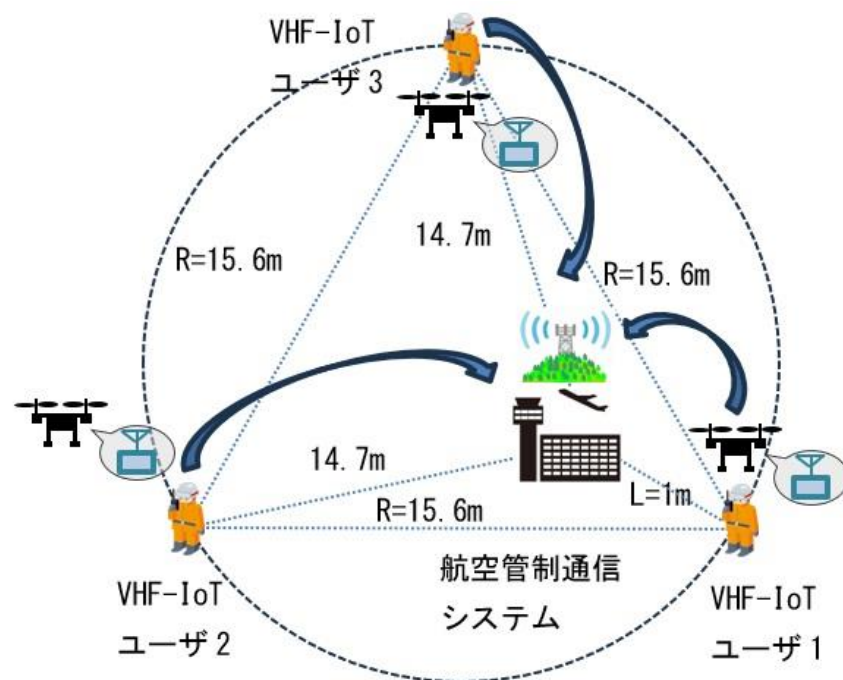 VHF-IoT
ユーザ3
R=15.6m
14.7m
R=15.6m
14.7m
R=15.6m
L=1m
VHF-IoT
ユーザ2
航空管制通信
システム
VHF-IoT
ユーザ1